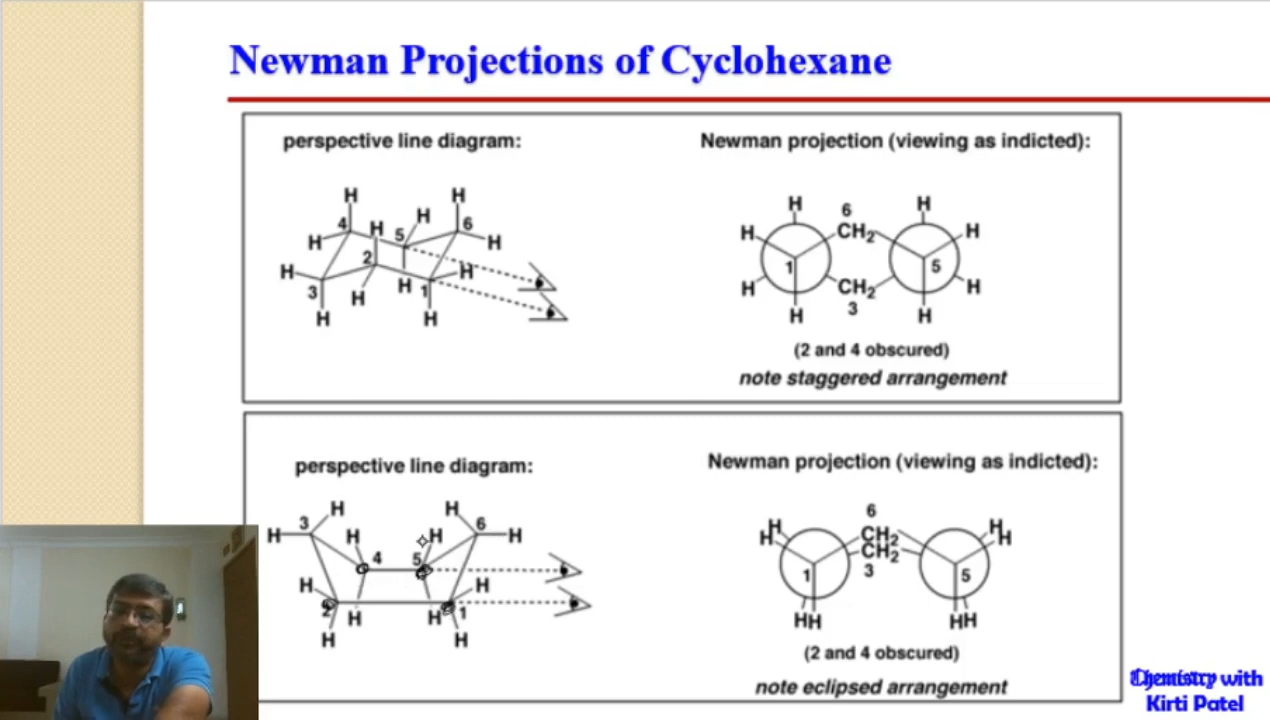 Newman Projections of Cyclohexane
perspective line diagram:
Newman projection (viewing as indicted):
H H
4 H 5 H 6
H H
2
H H
3 H H 1
H H
H 6 H
H CH2 H
1 5
H CH2 H
H 3 H
(2 and 4 obscured)
note staggered arrangement
perspective line diagram:
Newman projection (viewing as indicted):
3 H H 6
H H H H
4 5
H H
2 H H 1
H H
6
H H CH2 H H
CH2
1 3 5
HH HH
(2 and 4 obscured)
note eclipsed arrangement
Chemistry with
Kirti Patel